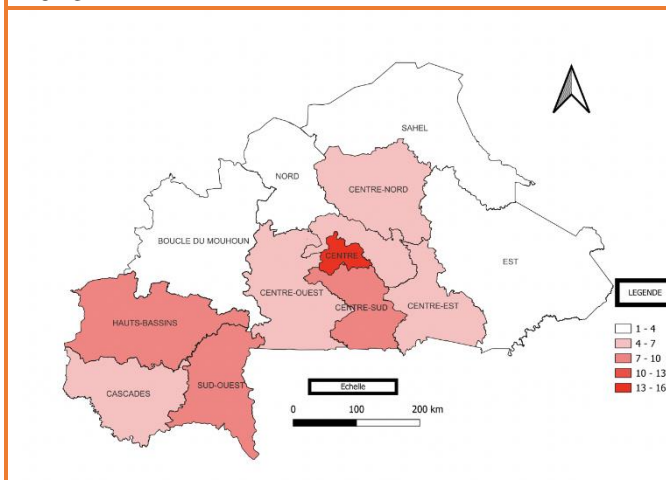 SAHEL
NORD
CENTRE-NORD
BOUCLE DU MOUHOUN
CENTRE
EST
CENTRE-OUEST
CENTRE-SUD
CENTRE-EST
HAUTS-BASSINS
SUD-OUEST
CASCADES
LEGENDE
1 - 4
4 - 7
7 - 10
10 - 13
13 - 16
Echelle
0 100 200 km